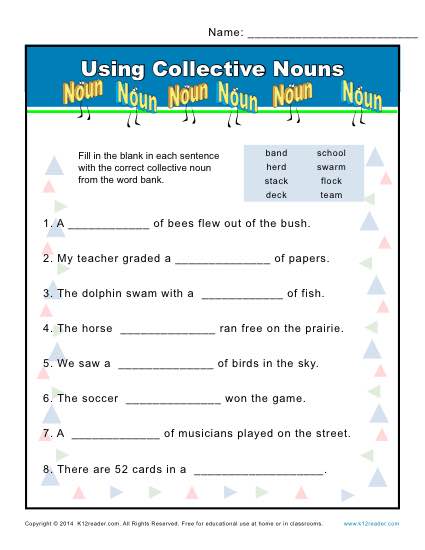 Name: ____________________________
Using Collective Nouns
Noun Noun Noun Noun Noun Noun
Fill in the blank in each sentence
with the correct collective noun
from the word bank.
band school
herd swarm
stack flock
deck team
1. A ____________ of bees flew out of the bush.
2. My teacher graded a ______________ of papers.
3. The dolphin swam with a ____________ of fish.
4. The horse ______________ ran free on the prairie.
5. We saw a ______________ of birds in the sky.
6. The soccer ______________ won the game.
7. A _____________ of musicians played on the street.
8. There are 52 cards in a ___________________.
Copyright © 2014 K12reader.com. All Rights Reserved. Free for educational use at home or in classrooms. www.k12reader.com